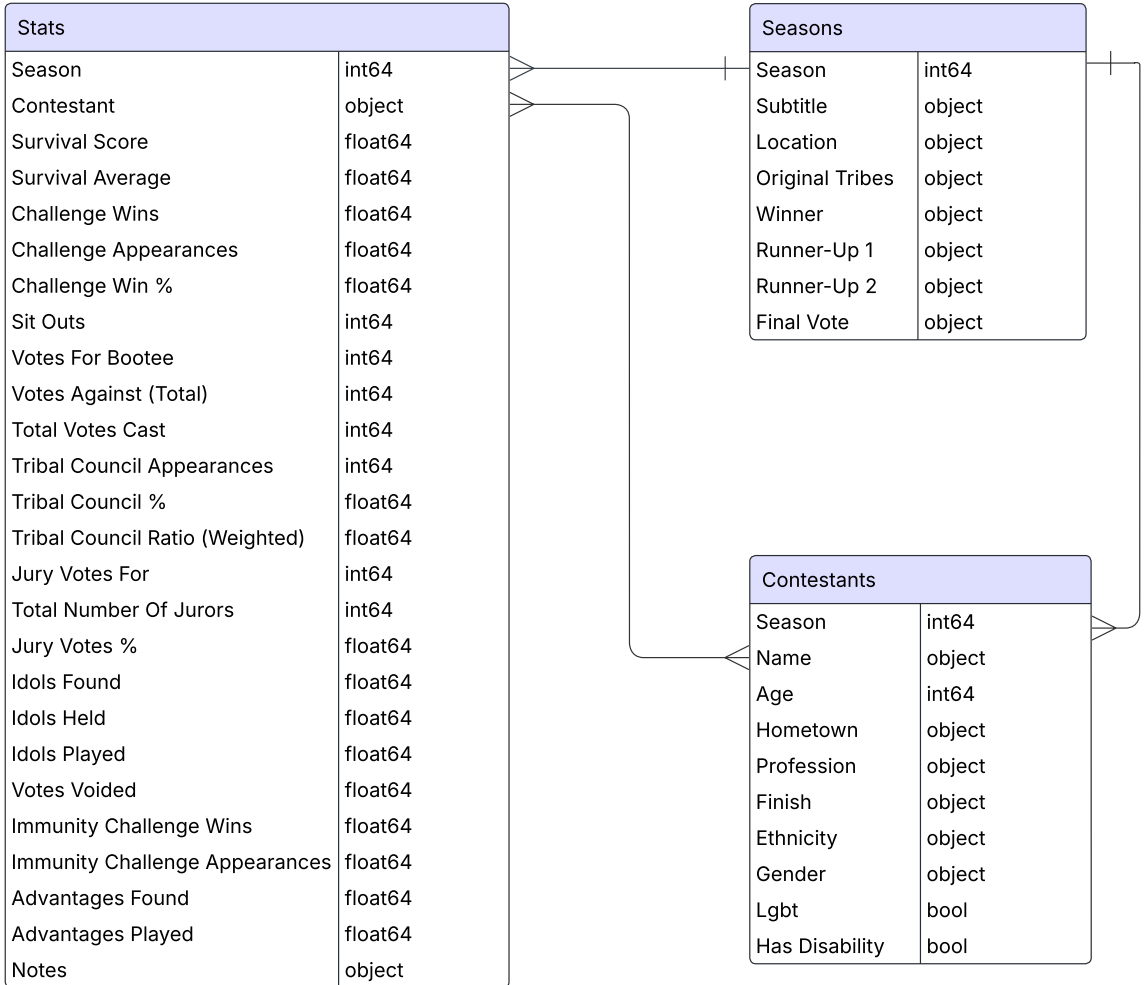 Stats
Season int64
Contestant object
Survival Score float64
Survival Average float64
Challenge Wins float64
Challenge Appearances float64
Challenge Win % float64
Sit Outs int64
Votes For Bootee int64
Votes Against (Total) int64
Total Votes Cast int64
Tribal Council Appearances int64
Tribal Council % float64
Tribal Council Ratio (Weighted) float64
Jury Votes For int64
Total Number Of Jurors int64
Jury Votes % float64
Idols Found float64
Idols Held float64
Idols Played float64
Votes Voided float64
Immunity Challenge Wins float64
Immunity Challenge Appearances float64
Advantages Found float64
Advantages Played float64
Notes object
Seasons
Season int64
Subtitle object
Location object
Original Tribes object
Winner object
Runner-Up 1 object
Runner-Up 2 object
Final Vote object
Contestants
Season int64
Name object
Age int64
Hometown object
Profession object
Finish object
Ethnicity object
Gender object
Lgbt bool
Has Disability bool